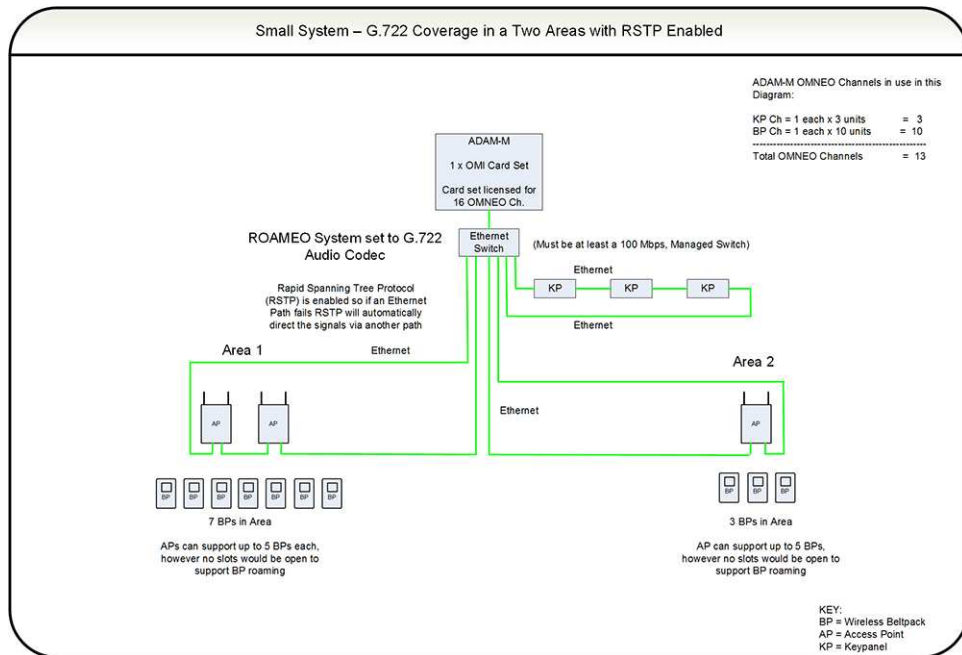 Small System – G.722 Coverage in a Two Areas with RSTP Enabled
ADAM-M OMNEO Channels in use in this
Diagram:
KP Ch = 1 each x 3 units = 3
BP Ch = 1 each x 10 units = 10
Total OMNEO Channels = 13
ADAM-M
1 x OMI Card Set
Card set licensed for
16 OMNEO Ch.
ROAMEO System set to G.722
Audio Codec
Ethernet
Switch
(Must be at least a 100 Mbps, Managed Switch)
Ethernet
KP
KP
KP
Ethernet
Rapid Spanning Tree Protocol
(RSTP) is enabled so if an Ethernet
Path fails RSTP will automatically
direct the signals via another path
Area 1
Ethernet
Area 2
Ethernet
AP
AP
AP
BP
BP
BP
BP
BP
BP
BP
7 BPs in Area
APs can support up to 5 BPs each,
however no slots would be open to
support BP roaming
BP
BP
BP
3 BPs in Area
AP can support up to 5 BPs,
however no slots would be open to
support BP roaming
KEY:
BP = Wireless Beltpack
AP = Access Point
KP = Keypanel